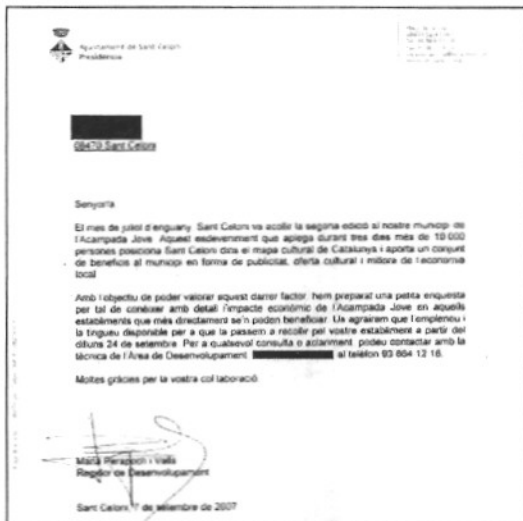 Ajuntament de Sant Celoni
Presidència
08470 Sant Celoni
Senyor/a
El mes de juliol d'enguany, Sant Celoni va acollir la segona edició al nostre municipi de
l'Acampada Jove. Aquest esdeveniment que aplega durant tres dies més de 10.000
persones posiciona Sant Celoni dins el mapa cultural de Catalunya i aporta un conjunt
de beneficis al municipi en forma de publicitat, oferta cultural i millora de l'economia
local.
Amb l'objectiu de poder valorar aquest darrer factor, hem preparat una petita enquesta
per tal de conèixer amb detall l'impacte econòmic de l'Acampada Jove en aquells
establiments que més directament se'n poden beneficiar. Us agrairem que l'empleneu i
la tingueu disponible per a que la passem a recollir pel vostre establiment a partir del
dilluns 24 de setembre. Per a qualsevol consulta o aclariment, podeu contactar amb la
tècnica de l'Àrea de Desenvolupament al telèfon 93 864 12 16.
Moltes gràcies per la vostra col·laboració.
Perapoch i Valls
Regidor de Desenvolupament
Sant Celoni, 7 de setembre de 2007